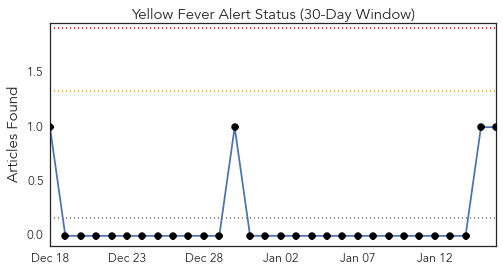 Yellow Fever Alert Status (30-Day Window)
Articles Found
1.5
1.0
0.5
0.0
Dec 18 Dec 23 Dec 28 Jan 02 Jan 07 Jan 12